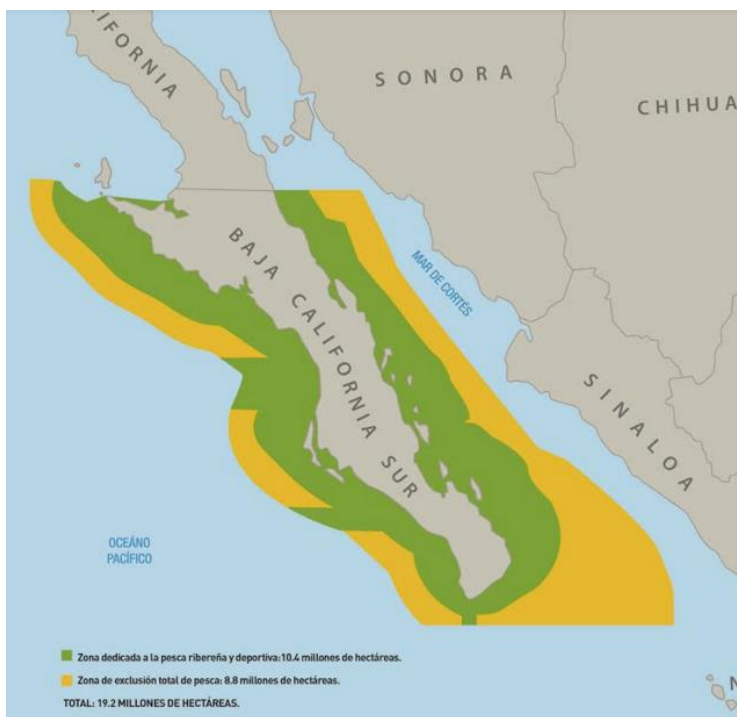 LIFORNIA
SONORA
CHIHUA
BAJA CALIFORNIA SUR
MAR DE CORTÉS
SINALOA
OCEÁNO
PACÍFICO
Zona dedicada a la pesca ribereña y deportiva:10.4 millones de hectáreas.
Zona de exclusión total de pesca: 8.8 millones de hectáreas.
TOTAL: 19.2 MILLONES DE HECTÁREAS.
N